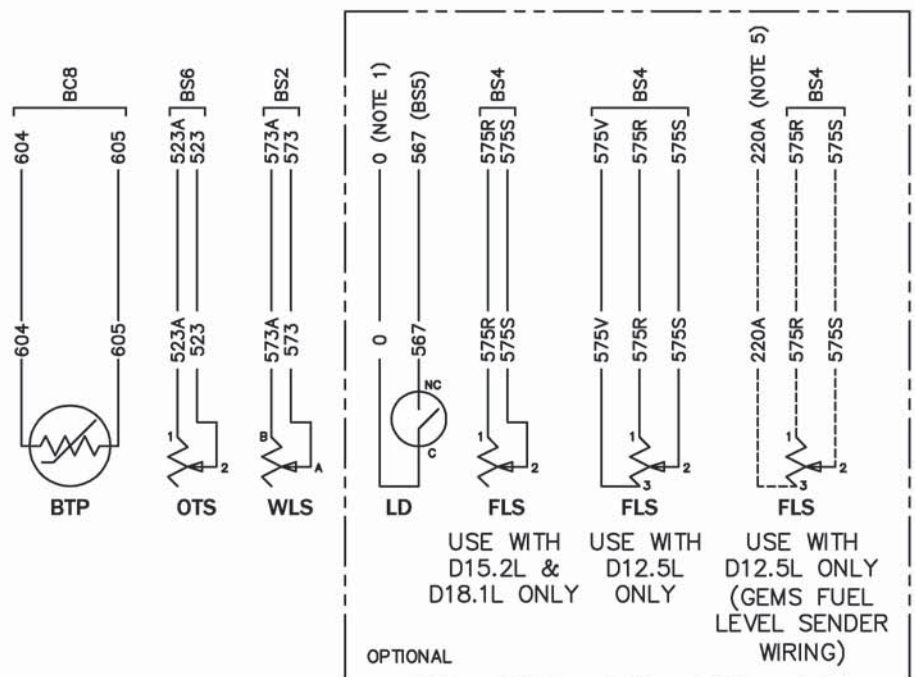 BC8
BS6
BS2
0 (NOTE 1)
567 (BS5)
BS4
BS4
220A (NOTE 5)
BS4
604
605
523A
523
573A
573
575R
575S
575V
575R
575S
575R
575S
604
605
523A
523
573A
573
0
567
575R
575S
575V
575R
575S
220A
575R
575S
NC
C
1
2
B
A
1
2
1
2
3
1
2
3
BTP
OTS
WLS
LD
FLS
FLS
FLS
USE WITH
D15.2L &
D18.1L ONLY
USE WITH
D12.5L
ONLY
USE WITH
D12.5L ONLY
(GEMS FUEL
LEVEL SENDER
WIRING)
OPTIONAL